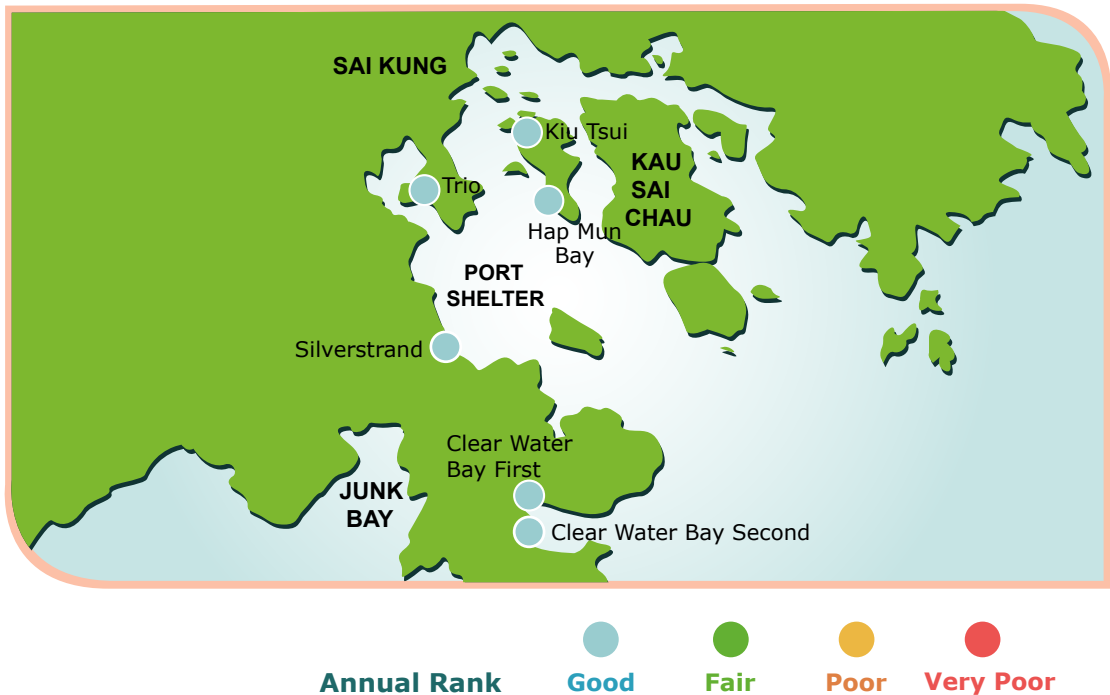 SAI KUNG
Kiu Tsui
KAU
SAI
CHAU
Trio
Hap Mun
Bay
PORT
SHELTER
Silverstrand
Clear Water
Bay First
JUNK
BAY
Clear Water Bay Second
Annual Rank
Good
Fair
Poor
Very Poor